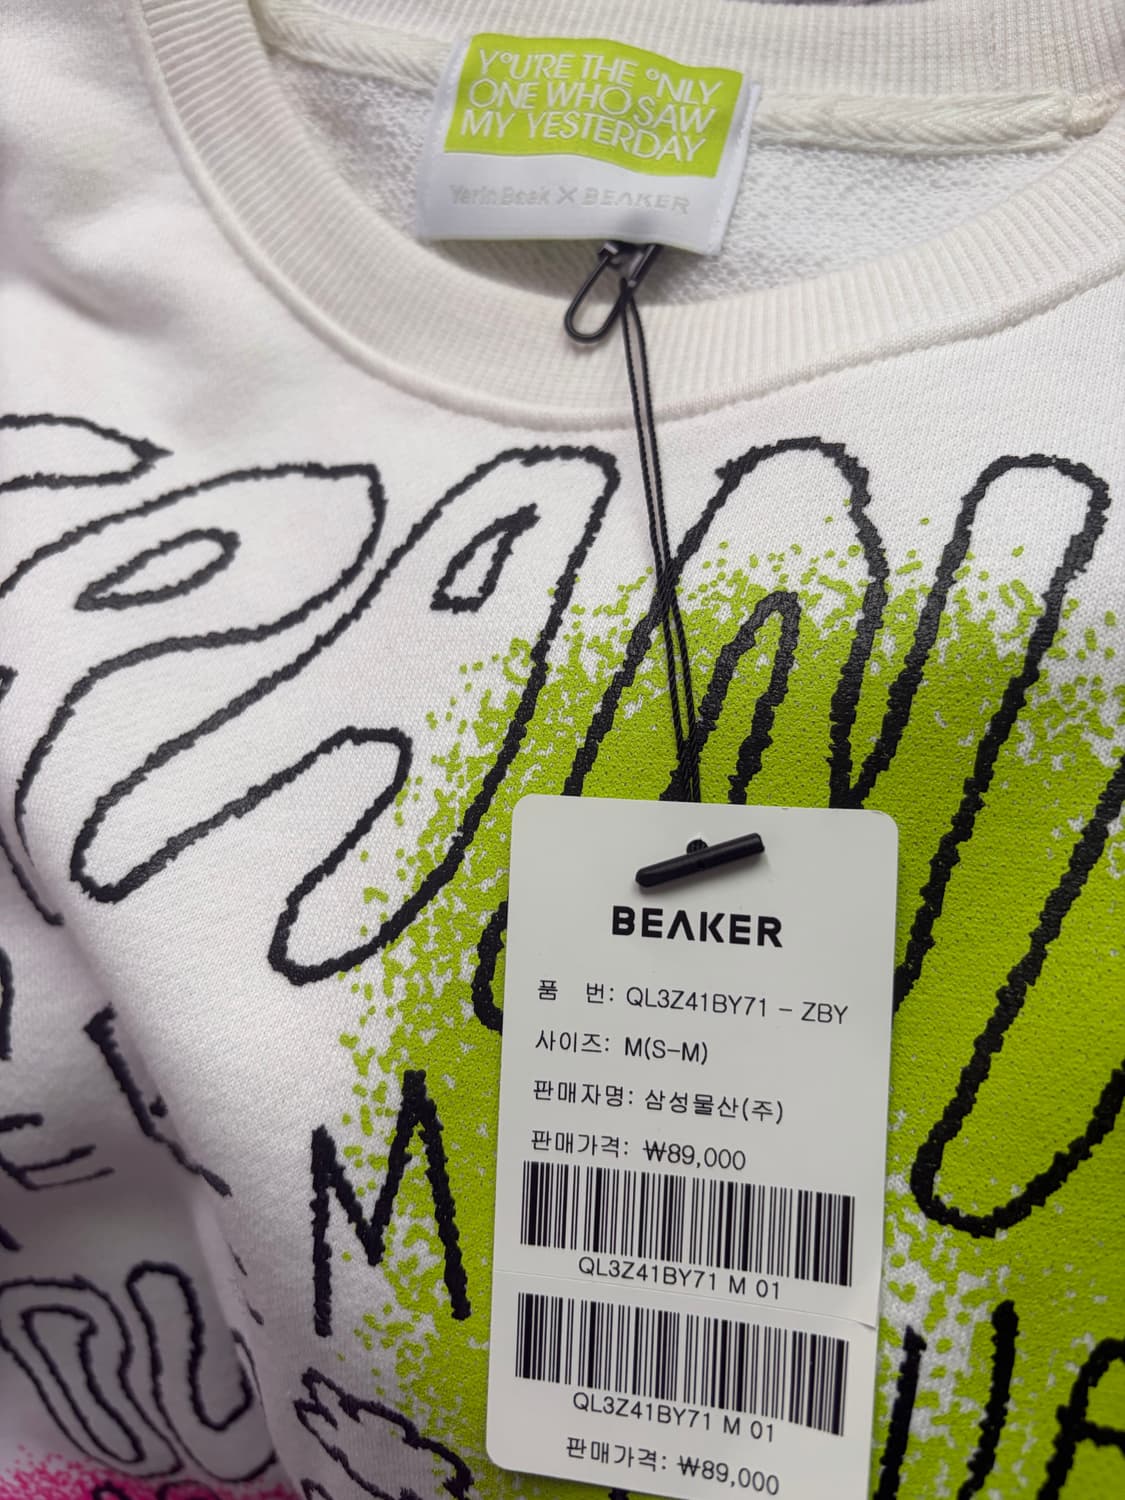 Y°U'RE THE °NLY
ONE WHO SAW
MY YESTERDAY
Yerin Baek X BEAKER
BEAKER
품 번: QL3Z41BY71 - ZBY
사이즈: M(S-M)
판매자명: 삼성물산(주)
판매가격: ₩89,000
QL3Z41BY71 M 01
QL3Z41BY71 M 01
판매가격: ₩89,000